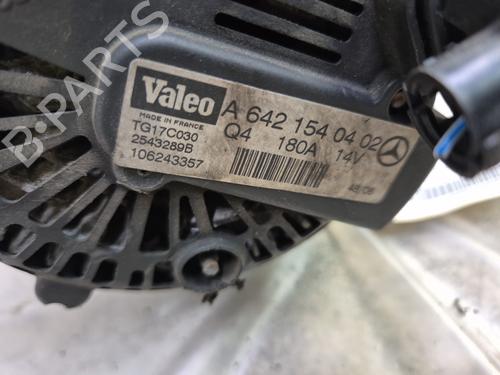 Valeo
A 642 154 04 02
MADE IN FRANCE
TG17C030
Q4 180A 14V
2543289B
106243357
B-Parts